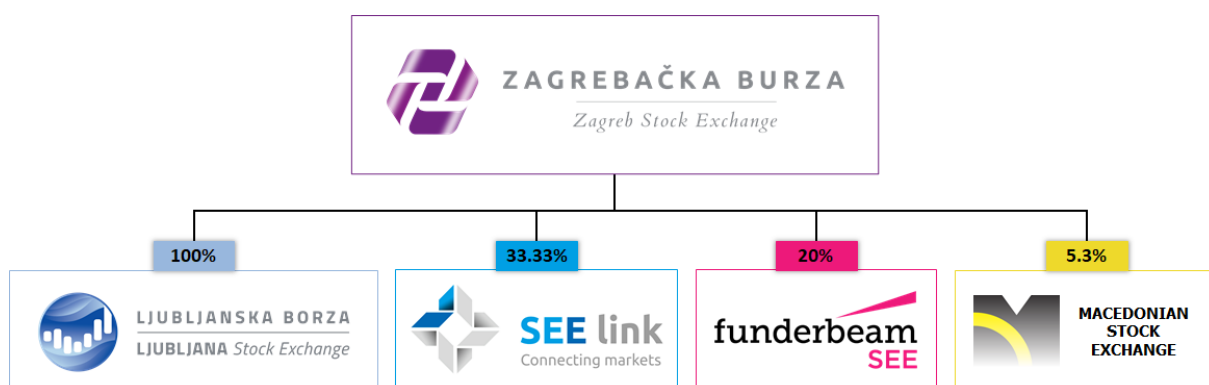 ZAGREBAČKA BURZA
Zagreb Stock Exchange
100%
33.33%
20%
5.3%
LJUBLJANSKA BORZA
LJUBLJANA Stock Exchange
SEE link
Connecting markets
funderbeam
SEE
MACEDONIAN
STOCK
EXCHANGE